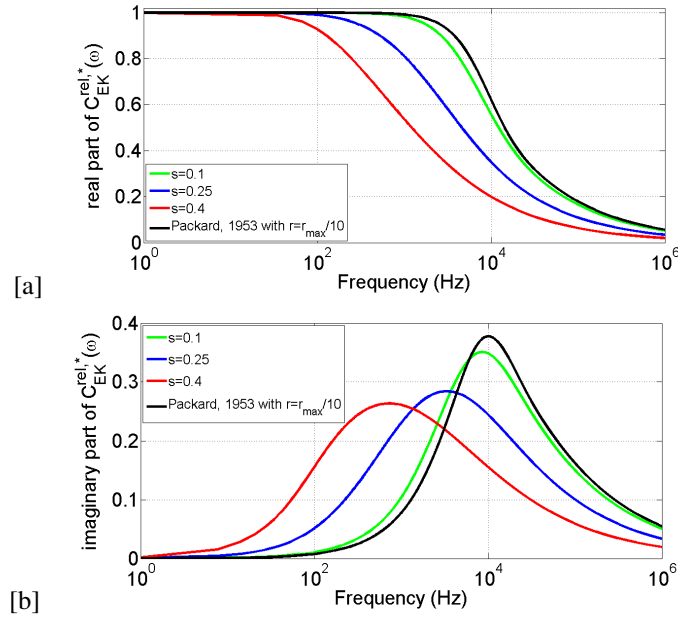 real part of C_EK^rel,*(ω)
1
0.8
0.6
0.4
0.2
0
s=0.1
s=0.25
s=0.4
Packard, 1953 with r=r_max/10
10^0
10^2
10^4
10^6
Frequency (Hz)
[a]
imaginary part of C_EK^rel,*(ω)
0.4
0.3
0.2
0.1
0
s=0.1
s=0.25
s=0.4
Packard, 1953 with r=r_max/10
10^0
10^2
10^4
10^6
Frequency (Hz)
[b]